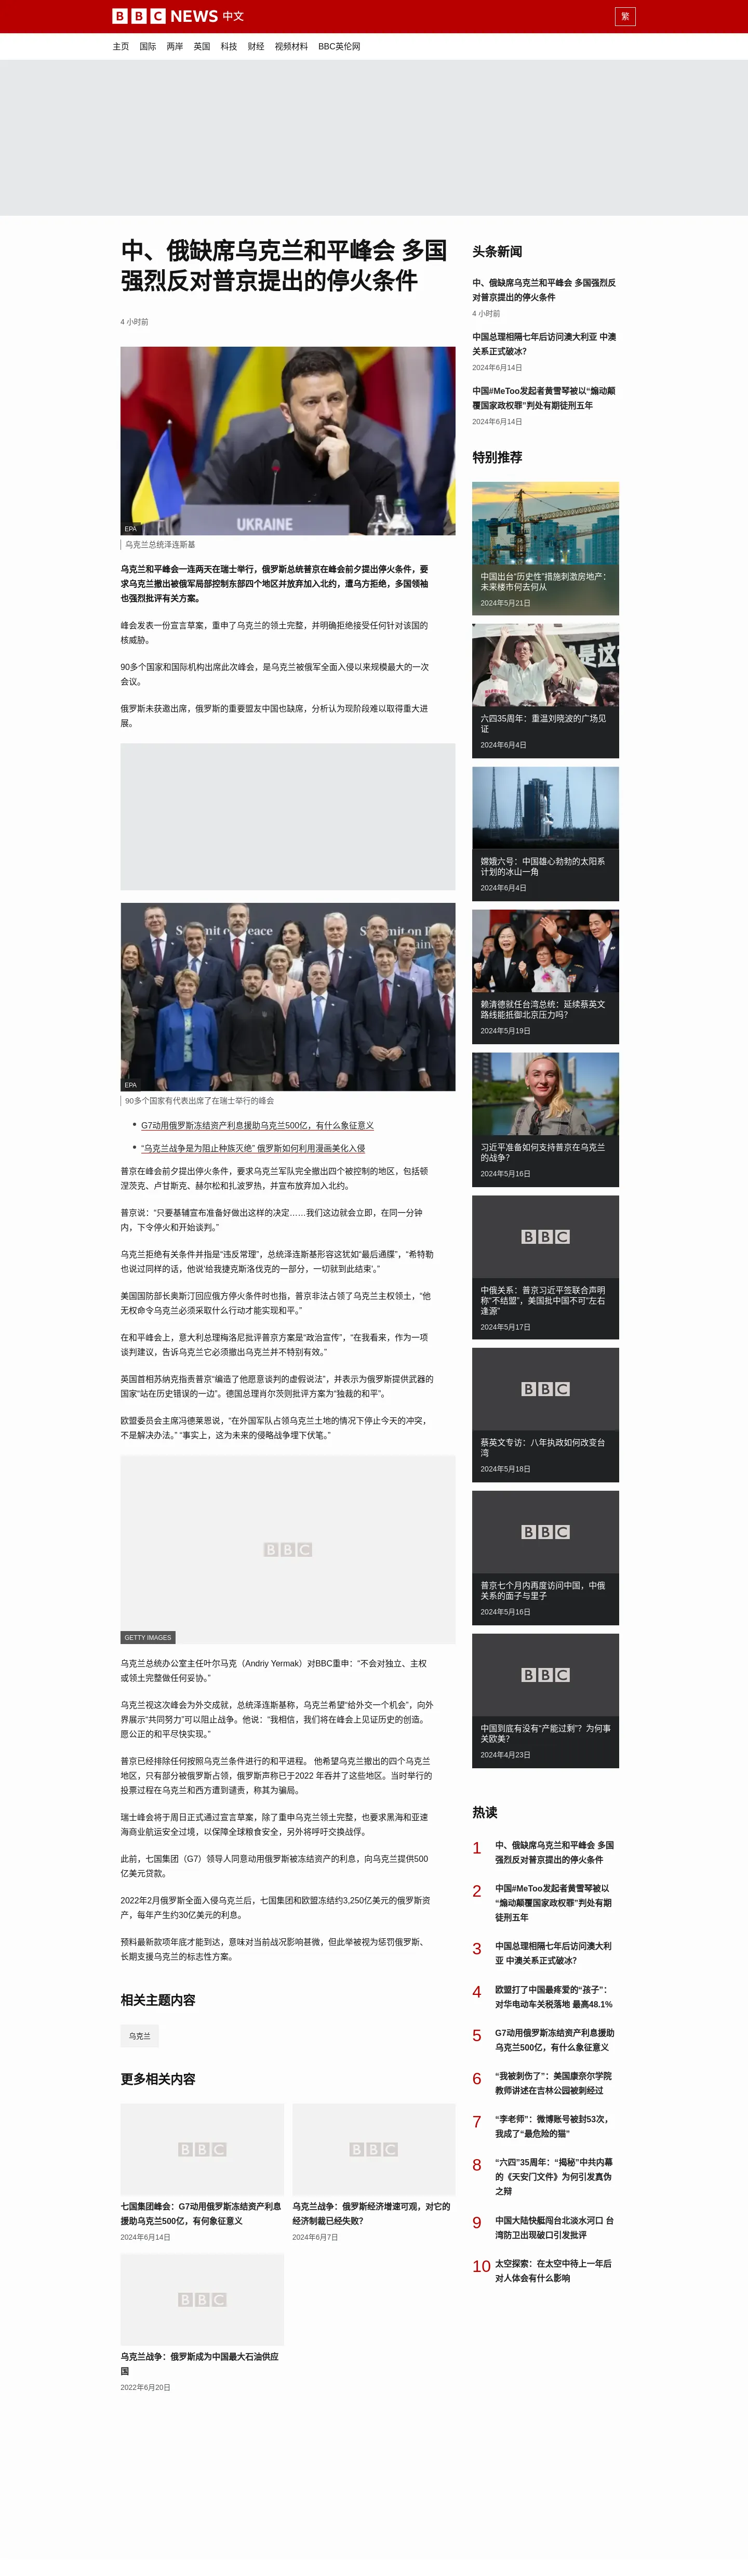 BBC NEWS 中文
繁
主页 国际 两岸 英国 科技 财经 视频材料 BBC英伦网
中、俄缺席乌克兰和平峰会 多国
强烈反对普京提出的停火条件
4 小时前
UKRAINE
EPA
乌克兰总统泽连斯基
乌克兰和平峰会一连两天在瑞士举行，俄罗斯总统普京在峰会前夕提出停火条件，要
求乌克兰撤出被俄军局部控制东部四个地区并放弃加入北约，遭乌方拒绝，多国领袖
也强烈批评有关方案。
峰会发表一份宣言草案，重申了乌克兰的领土完整，并明确拒绝接受任何针对该国的
核威胁。
90多个国家和国际机构出席此次峰会，是乌克兰被俄军全面入侵以来规模最大的一次
会议。
俄罗斯未获邀出席，俄罗斯的重要盟友中国也缺席，分析认为现阶段难以取得重大进
展。
EPA
90多个国家有代表出席了在瑞士举行的峰会
G7动用俄罗斯冻结资产利息援助乌克兰500亿，有什么象征意义
“乌克兰战争是为阻止种族灭绝” 俄罗斯如何利用漫画美化入侵
普京在峰会前夕提出停火条件，要求乌克兰军队完全撤出四个被控制的地区，包括顿
涅茨克、卢甘斯克、赫尔松和扎波罗热，并宣布放弃加入北约。
普京说：“只要基辅宣布准备好做出这样的决定……我们这边就会立即，在同一分钟
内，下令停火和开始谈判。”
乌克兰拒绝有关条件并指是“违反常理”，总统泽连斯基形容这犹如“最后通牒”，“希特勒
也说过同样的话，他说‘给我捷克斯洛伐克的一部分，一切就到此结束’。”
美国国防部长奥斯汀回应俄方停火条件时也指，普京非法占领了乌克兰主权领土，“他
无权命令乌克兰必须采取什么行动才能实现和平。”
在和平峰会上，意大利总理梅洛尼批评普京方案是“政治宣传”，“在我看来，作为一项
谈判建议，告诉乌克兰它必须撤出乌克兰并不特别有效。”
英国首相苏纳克指责普京“编造了他愿意谈判的虚假说法”，并表示为俄罗斯提供武器的
国家“站在历史错误的一边”。德国总理肖尔茨则批评方案为“独裁的和平”。
欧盟委员会主席冯德莱恩说，“在外国军队占领乌克兰土地的情况下停止今天的冲突，
不是解决办法。” “事实上，这为未来的侵略战争埋下伏笔。”
BBC
GETTY IMAGES
乌克兰总统办公室主任叶尔马克（Andriy Yermak）对BBC重申：“不会对独立、主权
或领土完整做任何妥协。”
乌克兰视这次峰会为外交成就，总统泽连斯基称，乌克兰希望“给外交一个机会”，向外
界展示“共同努力”可以阻止战争。他说：“我相信，我们将在峰会上见证历史的创造。
愿公正的和平尽快实现。”
普京已经排除任何按照乌克兰条件进行的和平进程。 他希望乌克兰撤出的四个乌克兰
地区，只有部分被俄罗斯占领，俄罗斯声称已于2022 年吞并了这些地区。当时举行的
投票过程在乌克兰和西方遭到谴责，称其为骗局。
瑞士峰会将于周日正式通过宣言草案，除了重申乌克兰领土完整，也要求黑海和亚速
海商业航运安全过境，以保障全球粮食安全，另外将呼吁交换战俘。
此前，七国集团（G7）领导人同意动用俄罗斯被冻结资产的利息，向乌克兰提供500
亿美元贷款。
2022年2月俄罗斯全面入侵乌克兰后，七国集团和欧盟冻结约3,250亿美元的俄罗斯资
产，每年产生约30亿美元的利息。
预料最新款项年底才能到达，意味对当前战况影响甚微，但此举被视为惩罚俄罗斯、
长期支援乌克兰的标志性方案。
相关主题内容
乌克兰
更多相关内容
BBC
七国集团峰会：G7动用俄罗斯冻结资产利息
援助乌克兰500亿，有何象征意义
2024年6月14日
BBC
乌克兰战争：俄罗斯经济增速可观，对它的
经济制裁已经失败？
2024年6月7日
BBC
乌克兰战争：俄罗斯成为中国最大石油供应
国
2022年6月20日
头条新闻
中、俄缺席乌克兰和平峰会 多国强烈反
对普京提出的停火条件
4 小时前
中国总理相隔七年后访问澳大利亚 中澳
关系正式破冰？
2024年6月14日
中国#MeToo发起者黄雪琴被以“煽动颠
覆国家政权罪”判处有期徒刑五年
2024年6月14日
特别推荐
中国出台“历史性”措施刺激房地产：
未来楼市何去何从
2024年5月21日
六四35周年：重温刘晓波的广场见
证
2024年6月4日
嫦娥六号：中国雄心勃勃的太阳系
计划的冰山一角
2024年6月4日
赖清德就任台湾总统：延续蔡英文
路线能抵御北京压力吗？
2024年5月19日
习近平准备如何支持普京在乌克兰
的战争？
2024年5月16日
BBC
中俄关系：普京习近平签联合声明
称“不结盟”，美国批中国不可“左右
逢源”
2024年5月17日
BBC
蔡英文专访：八年执政如何改变台
湾
2024年5月18日
BBC
普京七个月内再度访问中国，中俄
关系的面子与里子
2024年5月16日
BBC
中国到底有没有“产能过剩”？为何事
关欧美？
2024年4月23日
热读
1 中、俄缺席乌克兰和平峰会 多国
强烈反对普京提出的停火条件
2 中国#MeToo发起者黄雪琴被以
“煽动颠覆国家政权罪”判处有期
徒刑五年
3 中国总理相隔七年后访问澳大利
亚 中澳关系正式破冰？
4 欧盟打了中国最疼爱的“孩子”：
对华电动车关税落地 最高48.1%
5 G7动用俄罗斯冻结资产利息援助
乌克兰500亿，有什么象征意义
6 “我被刺伤了”：美国康奈尔学院
教师讲述在吉林公园被刺经过
7 “李老师”：微博账号被封53次，
我成了“最危险的猫”
8 “六四”35周年：“揭秘”中共内幕
的《天安门文件》为何引发真伪
之辩
9 中国大陆快艇闯台北淡水河口 台
湾防卫出现破口引发批评
10 太空探索：在太空中待上一年后
对人体会有什么影响